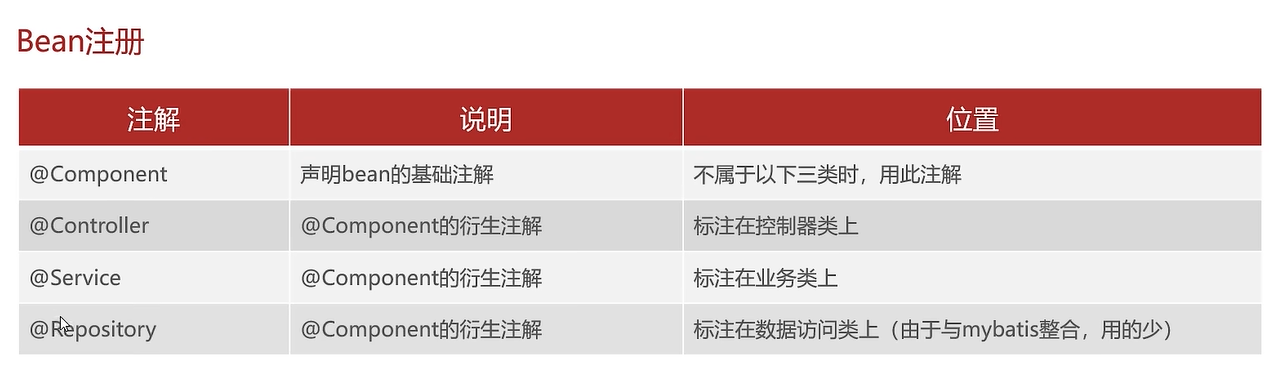 Bean注册
注解 说明 位置
@Component 声明bean的基础注解 不属于以下三类时，用此注解
@Controller @Component的衍生注解 标注在控制器类上
@Service @Component的衍生注解 标注在业务类上
@Repository @Component的衍生注解 标注在数据访问类上（由于与mybatis整合，用的少）